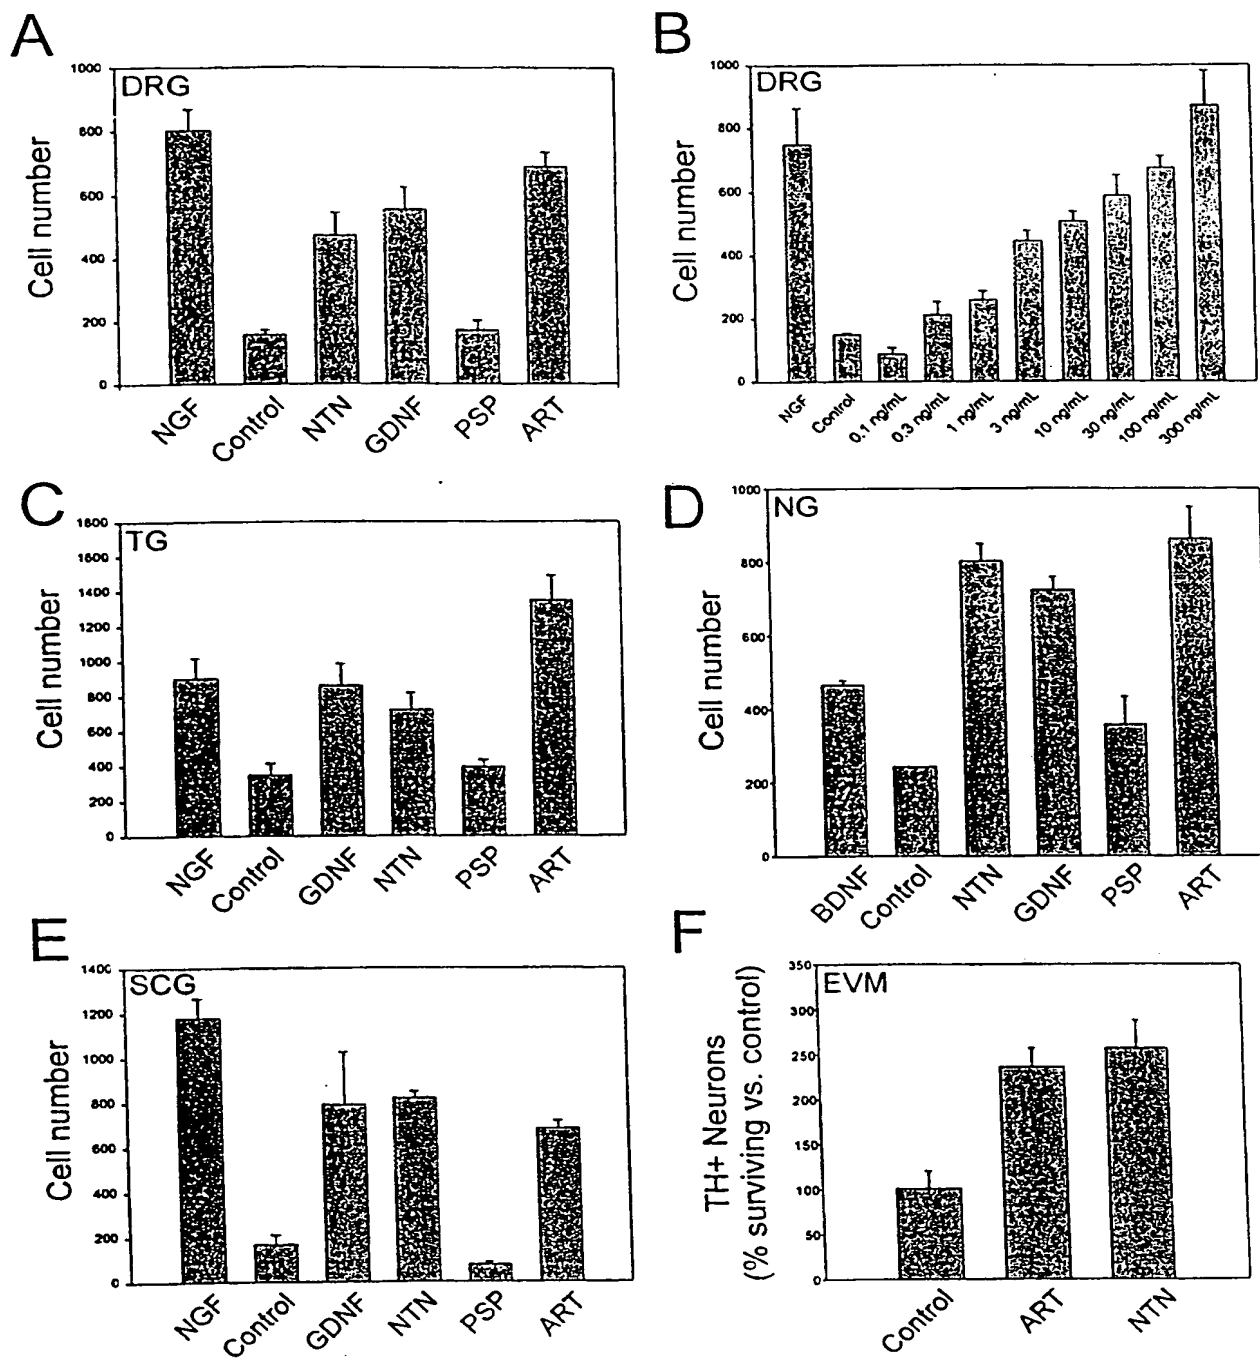 A
DRG
Cell number
1000
800
600
400
200
0
NGF
Control
NTN
GDNF
PSP
ART
B
DRG
Cell number
1000
800
600
400
200
0
NGF
Control
0.1 ng/mL
0.3 ng/mL
1 ng/mL
3 ng/mL
10 ng/mL
30 ng/mL
100 ng/mL
300 ng/mL
C
TG
Cell number
1800
1600
1400
1200
1000
800
600
400
200
0
NGF
Control
GDNF
NTN
PSP
ART
D
NG
Cell number
1000
800
600
400
200
0
BDNF
Control
NTN
GDNF
PSP
ART
E
SCG
Cell number
1400
1200
1000
800
600
400
200
0
NGF
Control
GDNF
NTN
PSP
ART
F
EVM
TH+ Neurons
(% surviving vs. control)
350
300
250
200
150
100
50
0
Control
ART
NTN